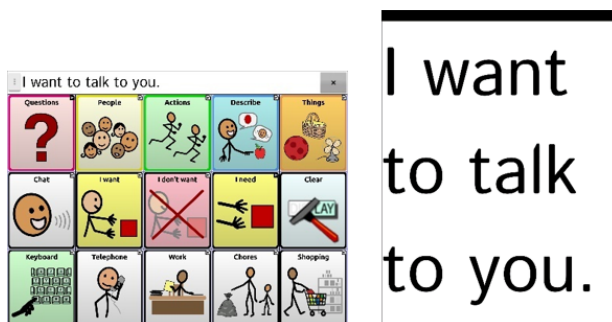 I want to talk to you.
×
Questions People Actions Describe Things
Chat I want I don't want I need Clear
LAY
Keyboard Telephone Work Chores Shopping
I want
to talk
to you.